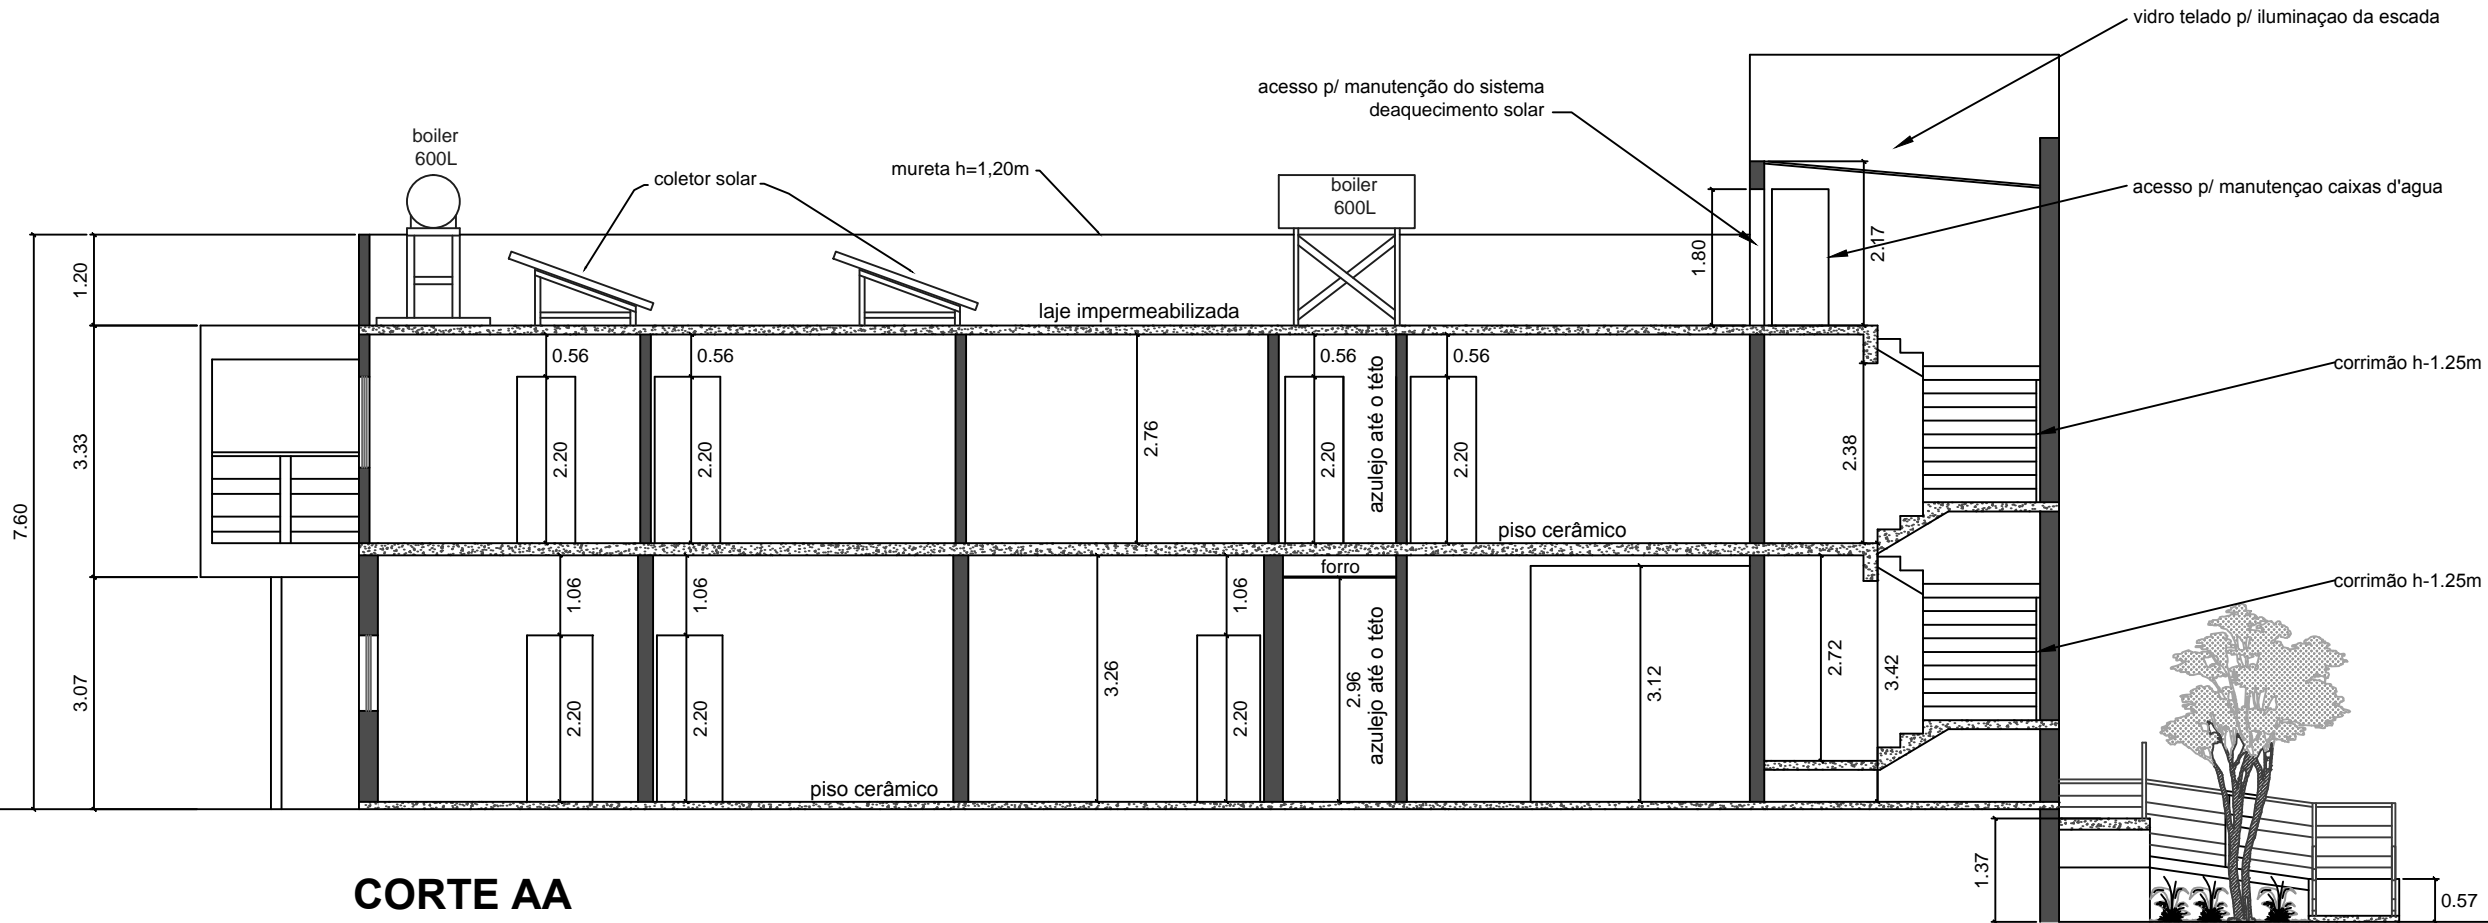 vidro telado p/ iluminaçao da escada
acesso p/ manutenção do sistema
deaquecimento solar
boiler
600L
coletor solar
mureta h=1,20m
boiler
600L
acesso p/ manutençao caixas d'agua
1.20
1.80
2.17
laje impermeabilizada
0.56
0.56
0.56
0.56
azulejo até o této
corrimão h-1.25m
3.33
2.20
2.20
2.76
2.20
2.20
2.38
7.60
piso cerâmico
forro
corrimão h-1.25m
1.06
1.06
1.06
3.07
2.20
2.20
3.26
2.20
2.96
azulejo até o této
3.12
2.72
3.42
piso cerâmico
1.37
0.57
CORTE AA